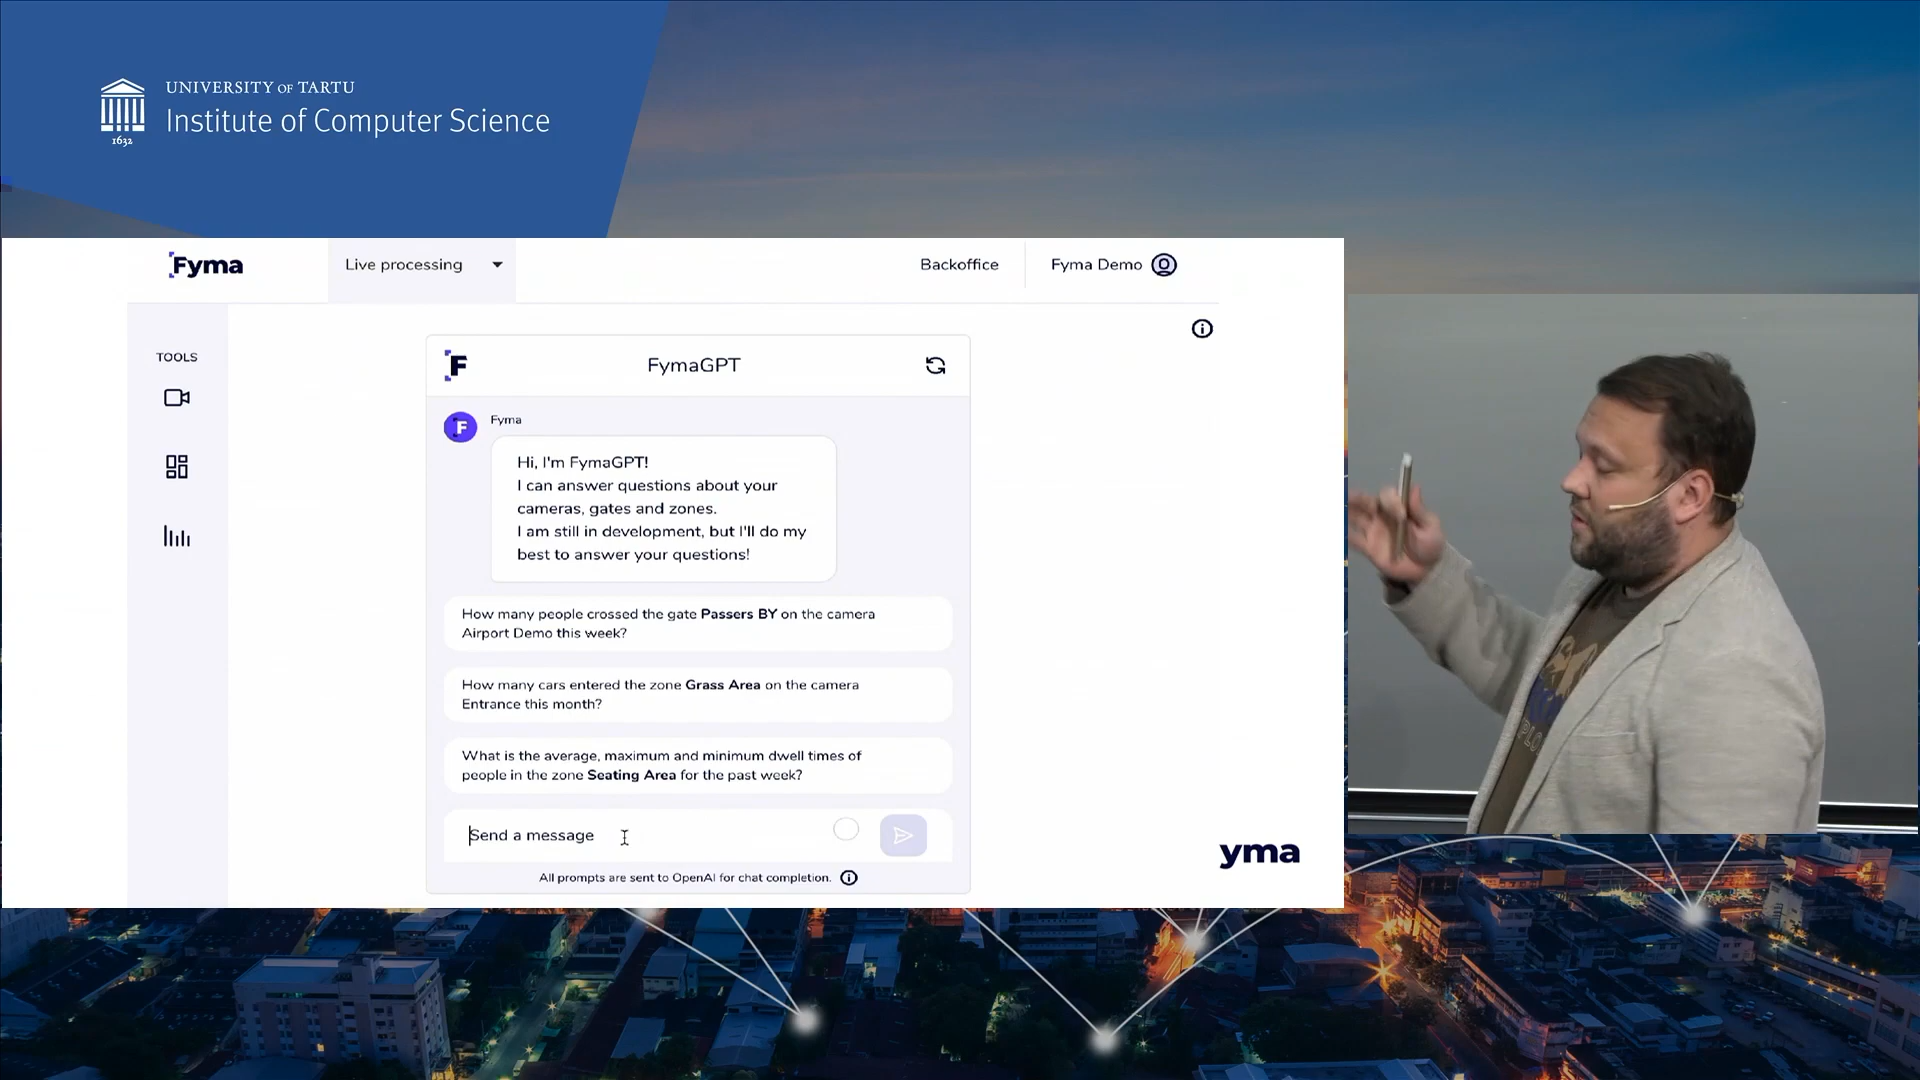 UNIVERSITY OF TARTU
Institute of Computer Science
1632
Fyma
Live processing
Backoffice
Fyma Demo
TOOLS
F
FymaGPT
F
Fyma
Hi, I'm FymaGPT!
I can answer questions about your
cameras, gates and zones.
I am still in development, but I'll do my
best to answer your questions!
How many people crossed the gate Passers BY on the camera
Airport Demo this week?
How many cars entered the zone Grass Area on the camera
Entrance this month?
What is the average, maximum and minimum dwell times of
people in the zone Seating Area for the past week?
Send a message
All prompts are sent to OpenAI for chat completion.
yma